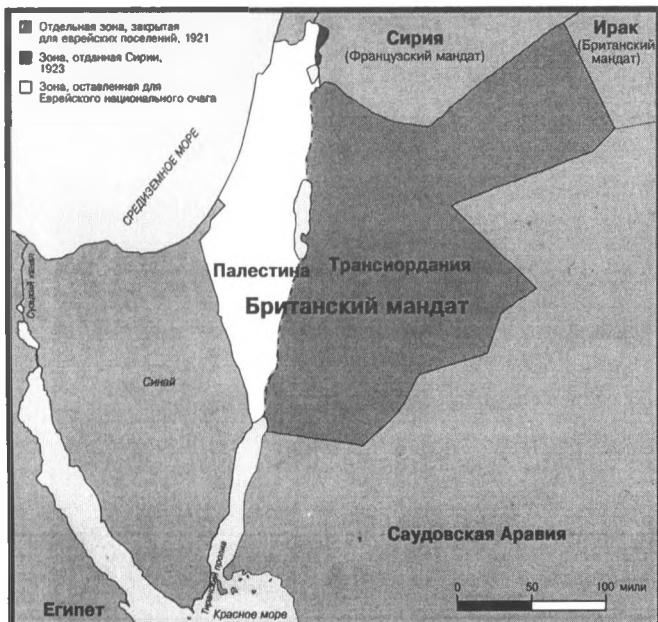 Отдельная зона, закрытая
для еврейских поселений, 1921
Зона, отданная Сирии,
1923
Зона, оставленная для
Еврейского национального очага
Сирия
(Французский мандат)
Ирак
(Британский
мандат)
СРЕДИЗЕМНОЕ МОРЕ
Палестина
Трансиордания
Британский мандат
Суэцкий канал
Синай
Саудовская Аравия
Тиранский пролив
Египет
Красное море
0 50 100 мили